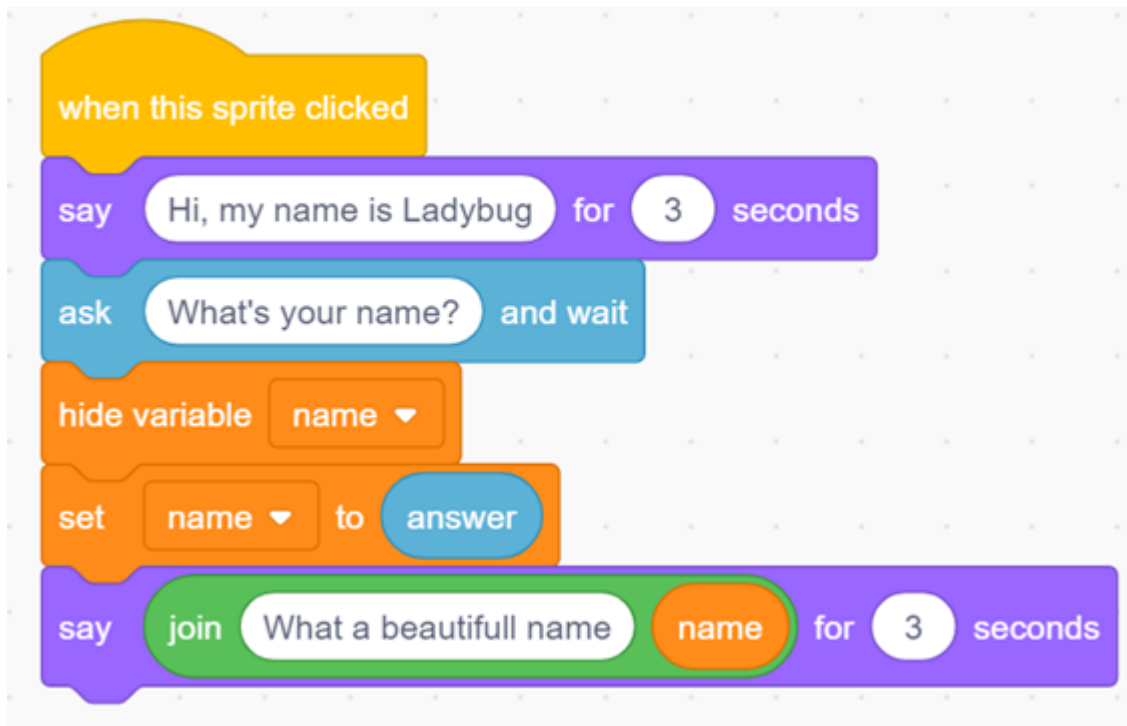 when this sprite clicked
say Hi, my name is Ladybug for 3 seconds
ask What's your name? and wait
hide variable name
set name to answer
say join What a beautifull name name for 3 seconds